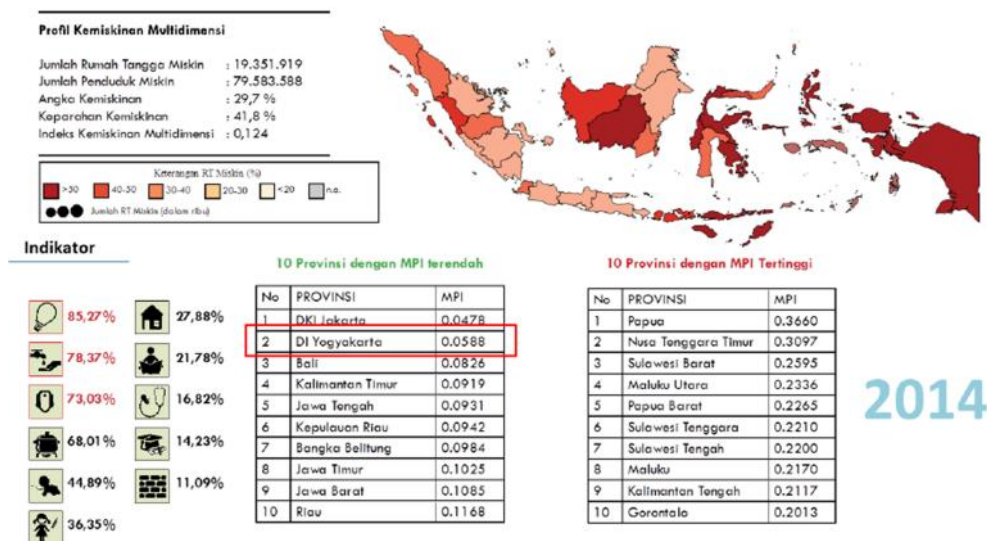 Profil Kemiskinan Multidimensi
Jumlah Rumah Tangga Miskin : 19.351.919
Jumlah Penduduk Miskin : 79.583.588
Angka Kemiskinan : 29,7 %
Keparahan Kemiskinan : 41,8 %
Indeks Kemiskinan Multidimensi : 0,124
Keterangan RT Miskin (%)
>50 40-50 30-40 20-30 <20 n.a.
Jumlah RT Miskin (dalam ribu)
Indikator
85,27% 27,88%
78,37% 21,78%
73,03% 16,82%
68,01% 14,23%
44,89% 11,09%
36,35%
10 Provinsi dengan MPI terendah
No PROVINSI MPI
1 DKI Jakarta 0.0478
2 DI Yogyakarta 0.0588
3 Bali 0.0826
4 Kalimantan Timur 0.0919
5 Jawa Tengah 0.0931
6 Kepulauan Riau 0.0942
7 Bangka Belitung 0.0984
8 Jawa Timur 0.1025
9 Jawa Barat 0.1085
10 Riau 0.1168
10 Provinsi dengan MPI Tertinggi
No PROVINSI MPI
1 Papua 0.3660
2 Nusa Tenggara Timur 0.3097
3 Sulawesi Barat 0.2595
4 Maluku Utara 0.2336
5 Papua Barat 0.2265
6 Sulawesi Tenggara 0.2210
7 Sulawesi Tengah 0.2200
8 Maluku 0.2170
9 Kalimantan Tengah 0.2117
10 Gorontalo 0.2013
2014